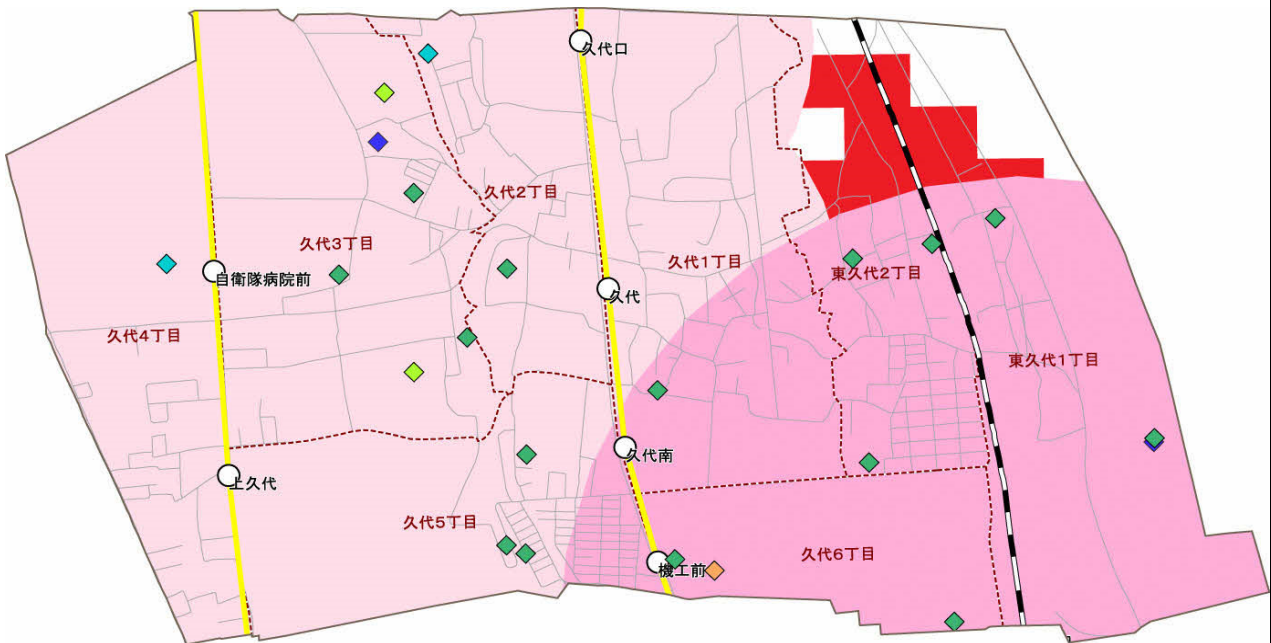 久代口
久代2丁目
久代3丁目
久代1丁目
自衛隊病院前
東久代2丁目
久代
久代4丁目
東久代1丁目
久代南
上久代
久代5丁目
久代6丁目
機工前